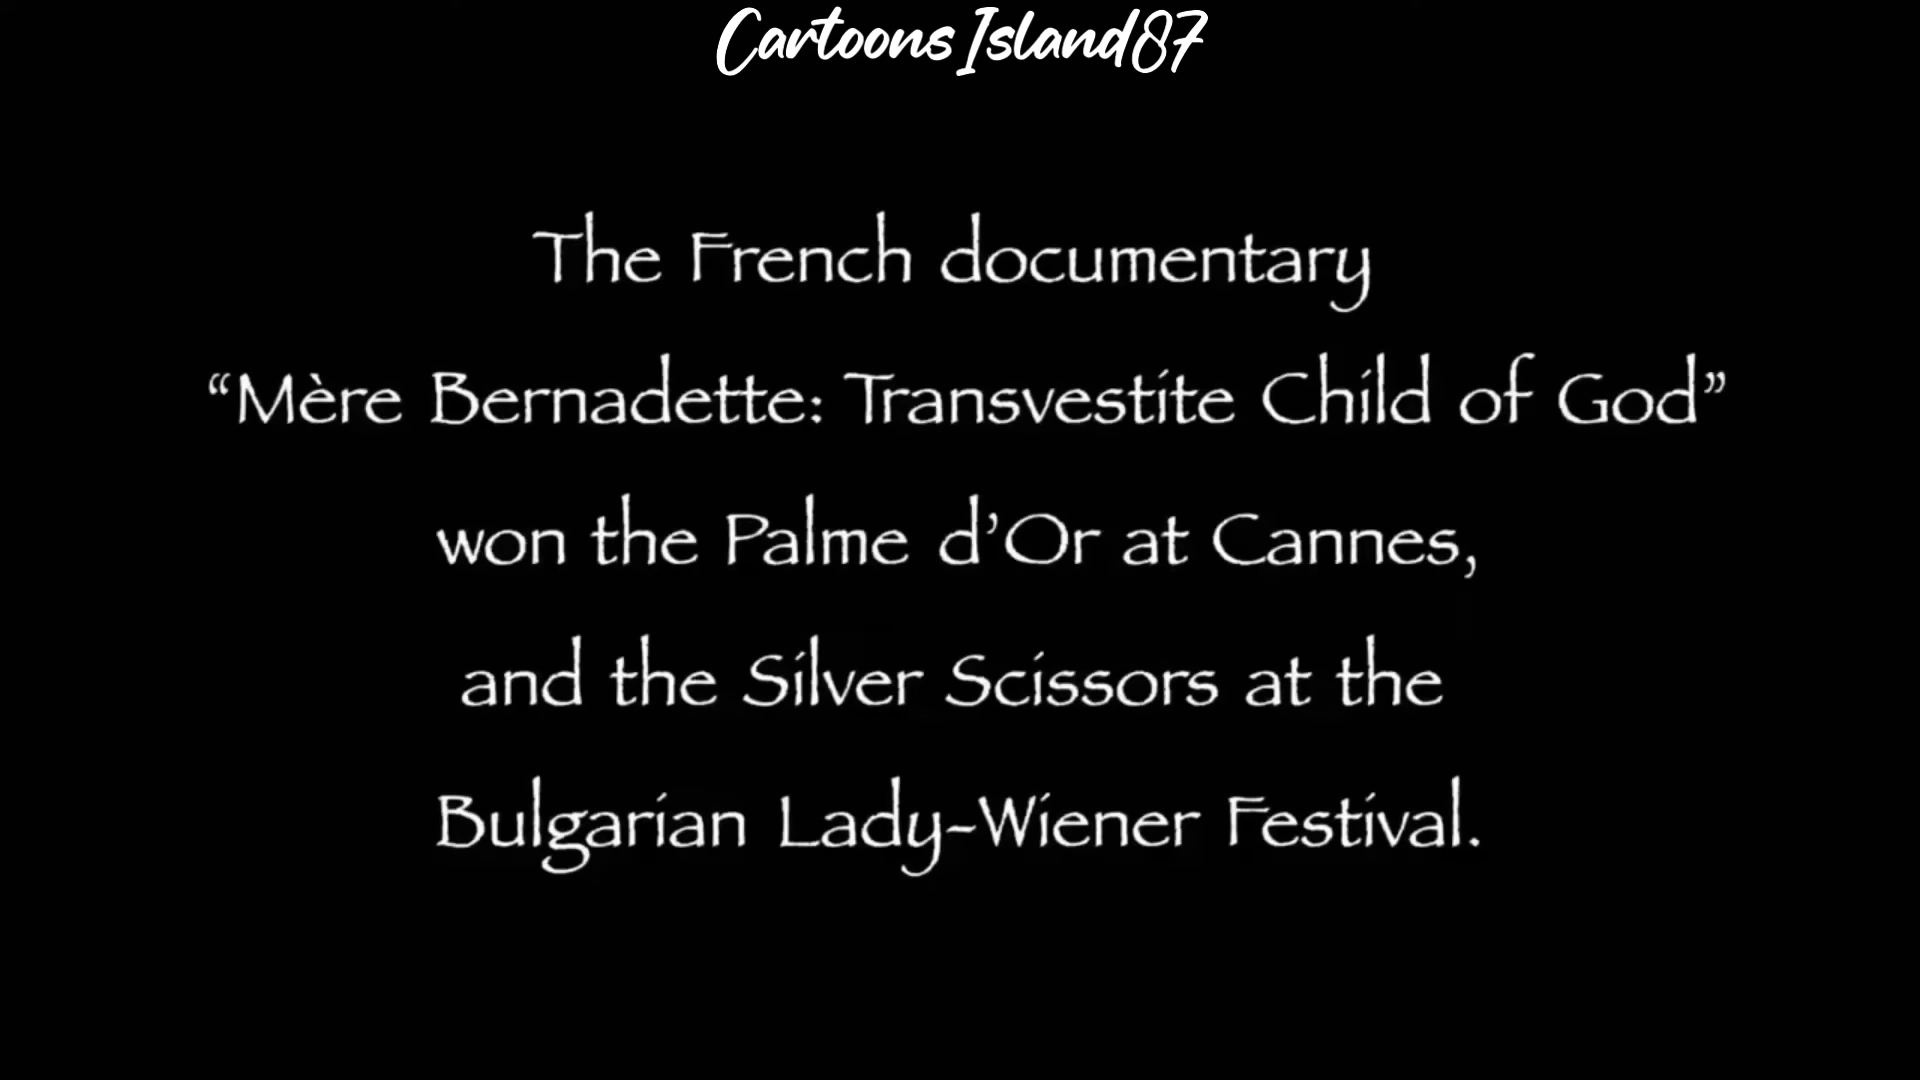 Cartoons Island87
The French documentary
“Mère Bernadette: Transvestite Child of God”
won the Palme d’Or at Cannes,
and the Silver Scissors at the
Bulgarian Lady-Wiener Festival.